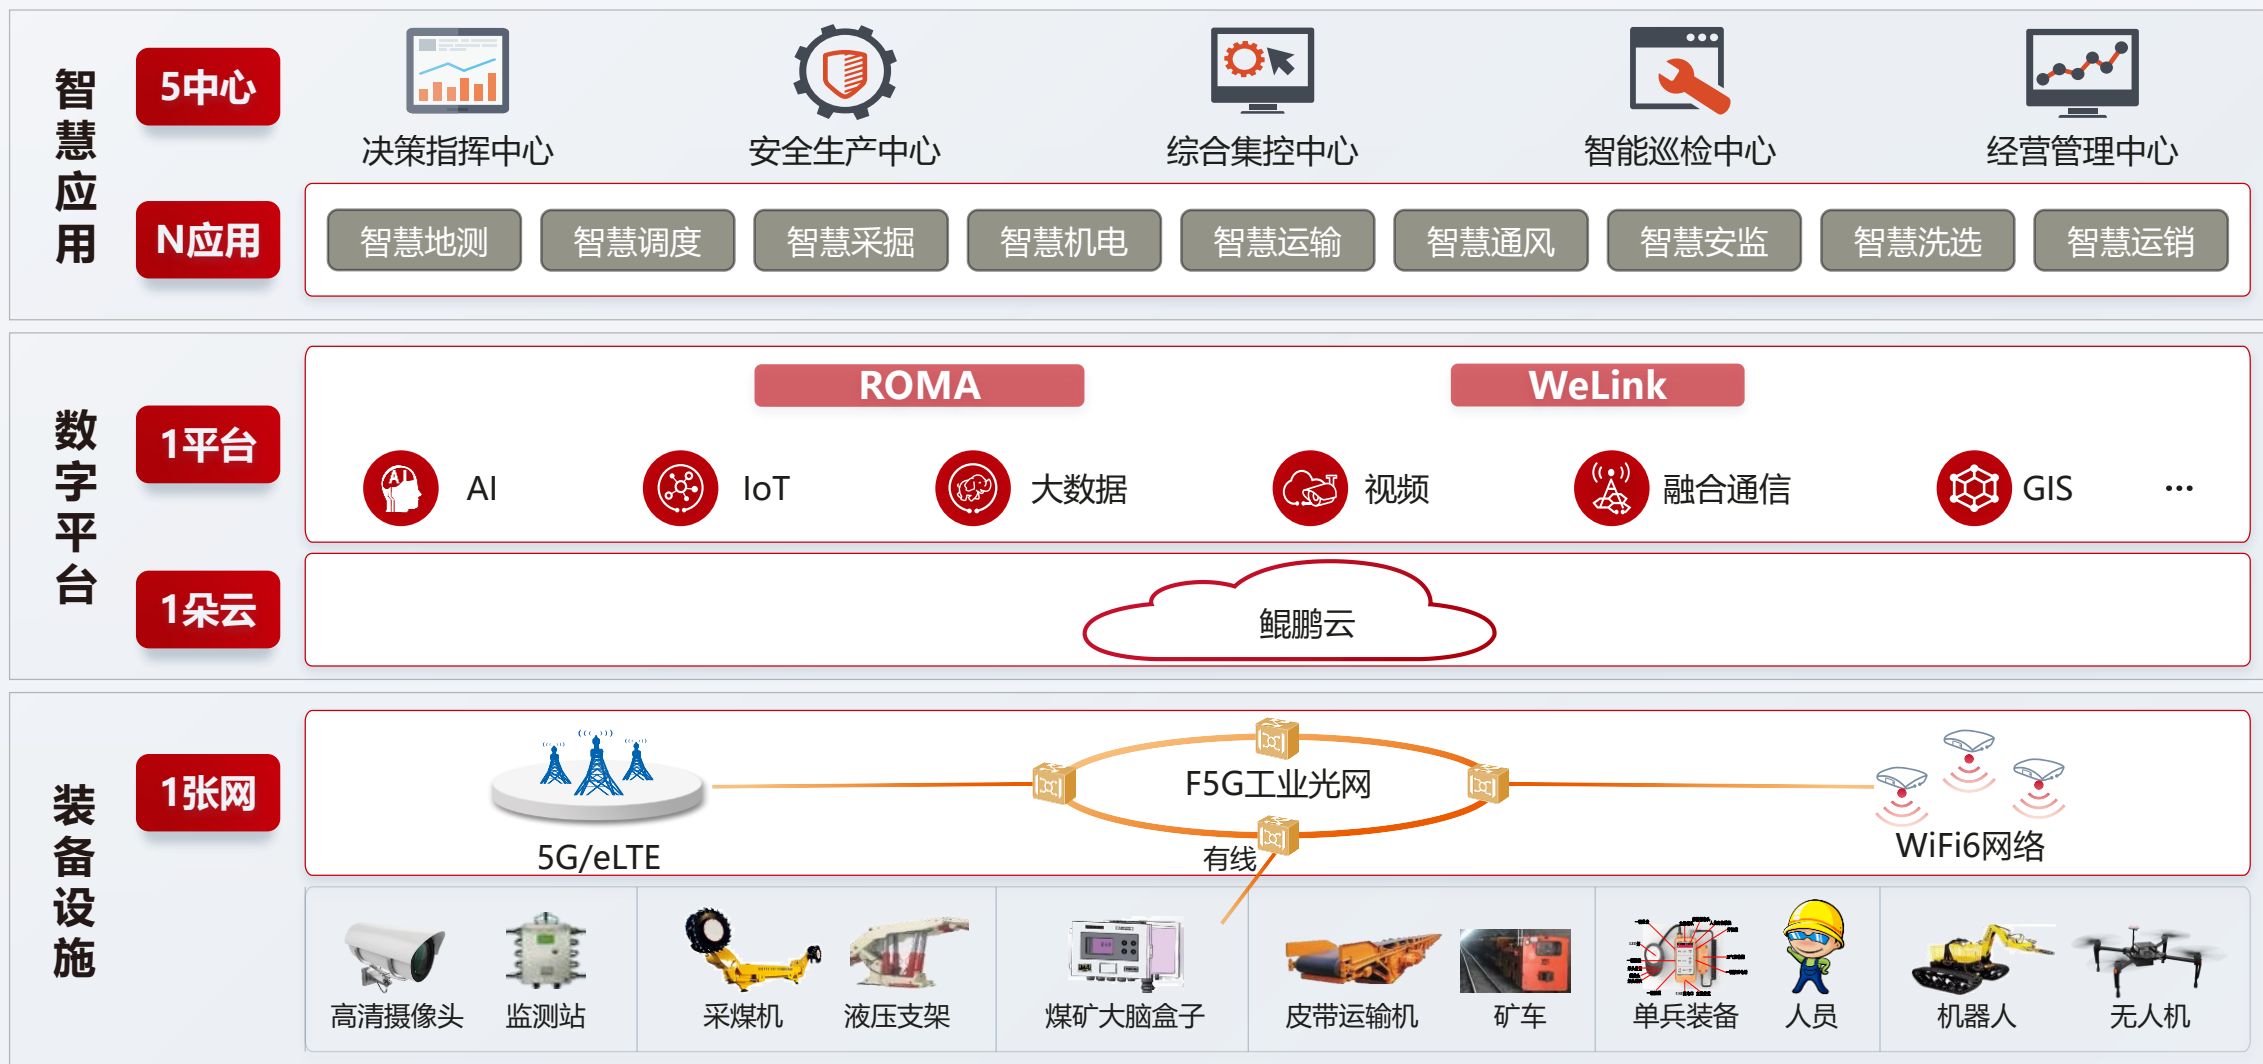 智慧应用
5中心
决策指挥中心
安全生产中心
综合集控中心
智能巡检中心
经营管理中心
N应用
智慧地测
智慧调度
智慧采掘
智慧机电
智慧运输
智慧通风
智慧安监
智慧洗选
智慧运销
数字平台
1平台
ROMA
WeLink
AI
AI
IoT
大数据
视频
融合通信
GIS
...
1朵云
鲲鹏云
装备设施
1张网
5G/eLTE
F5G工业光网
有线
WiFi6网络
高清摄像头
监测站
采煤机
液压支架
煤矿大脑盒子
皮带运输机
矿车
单兵装备
人员
机器人
无人机